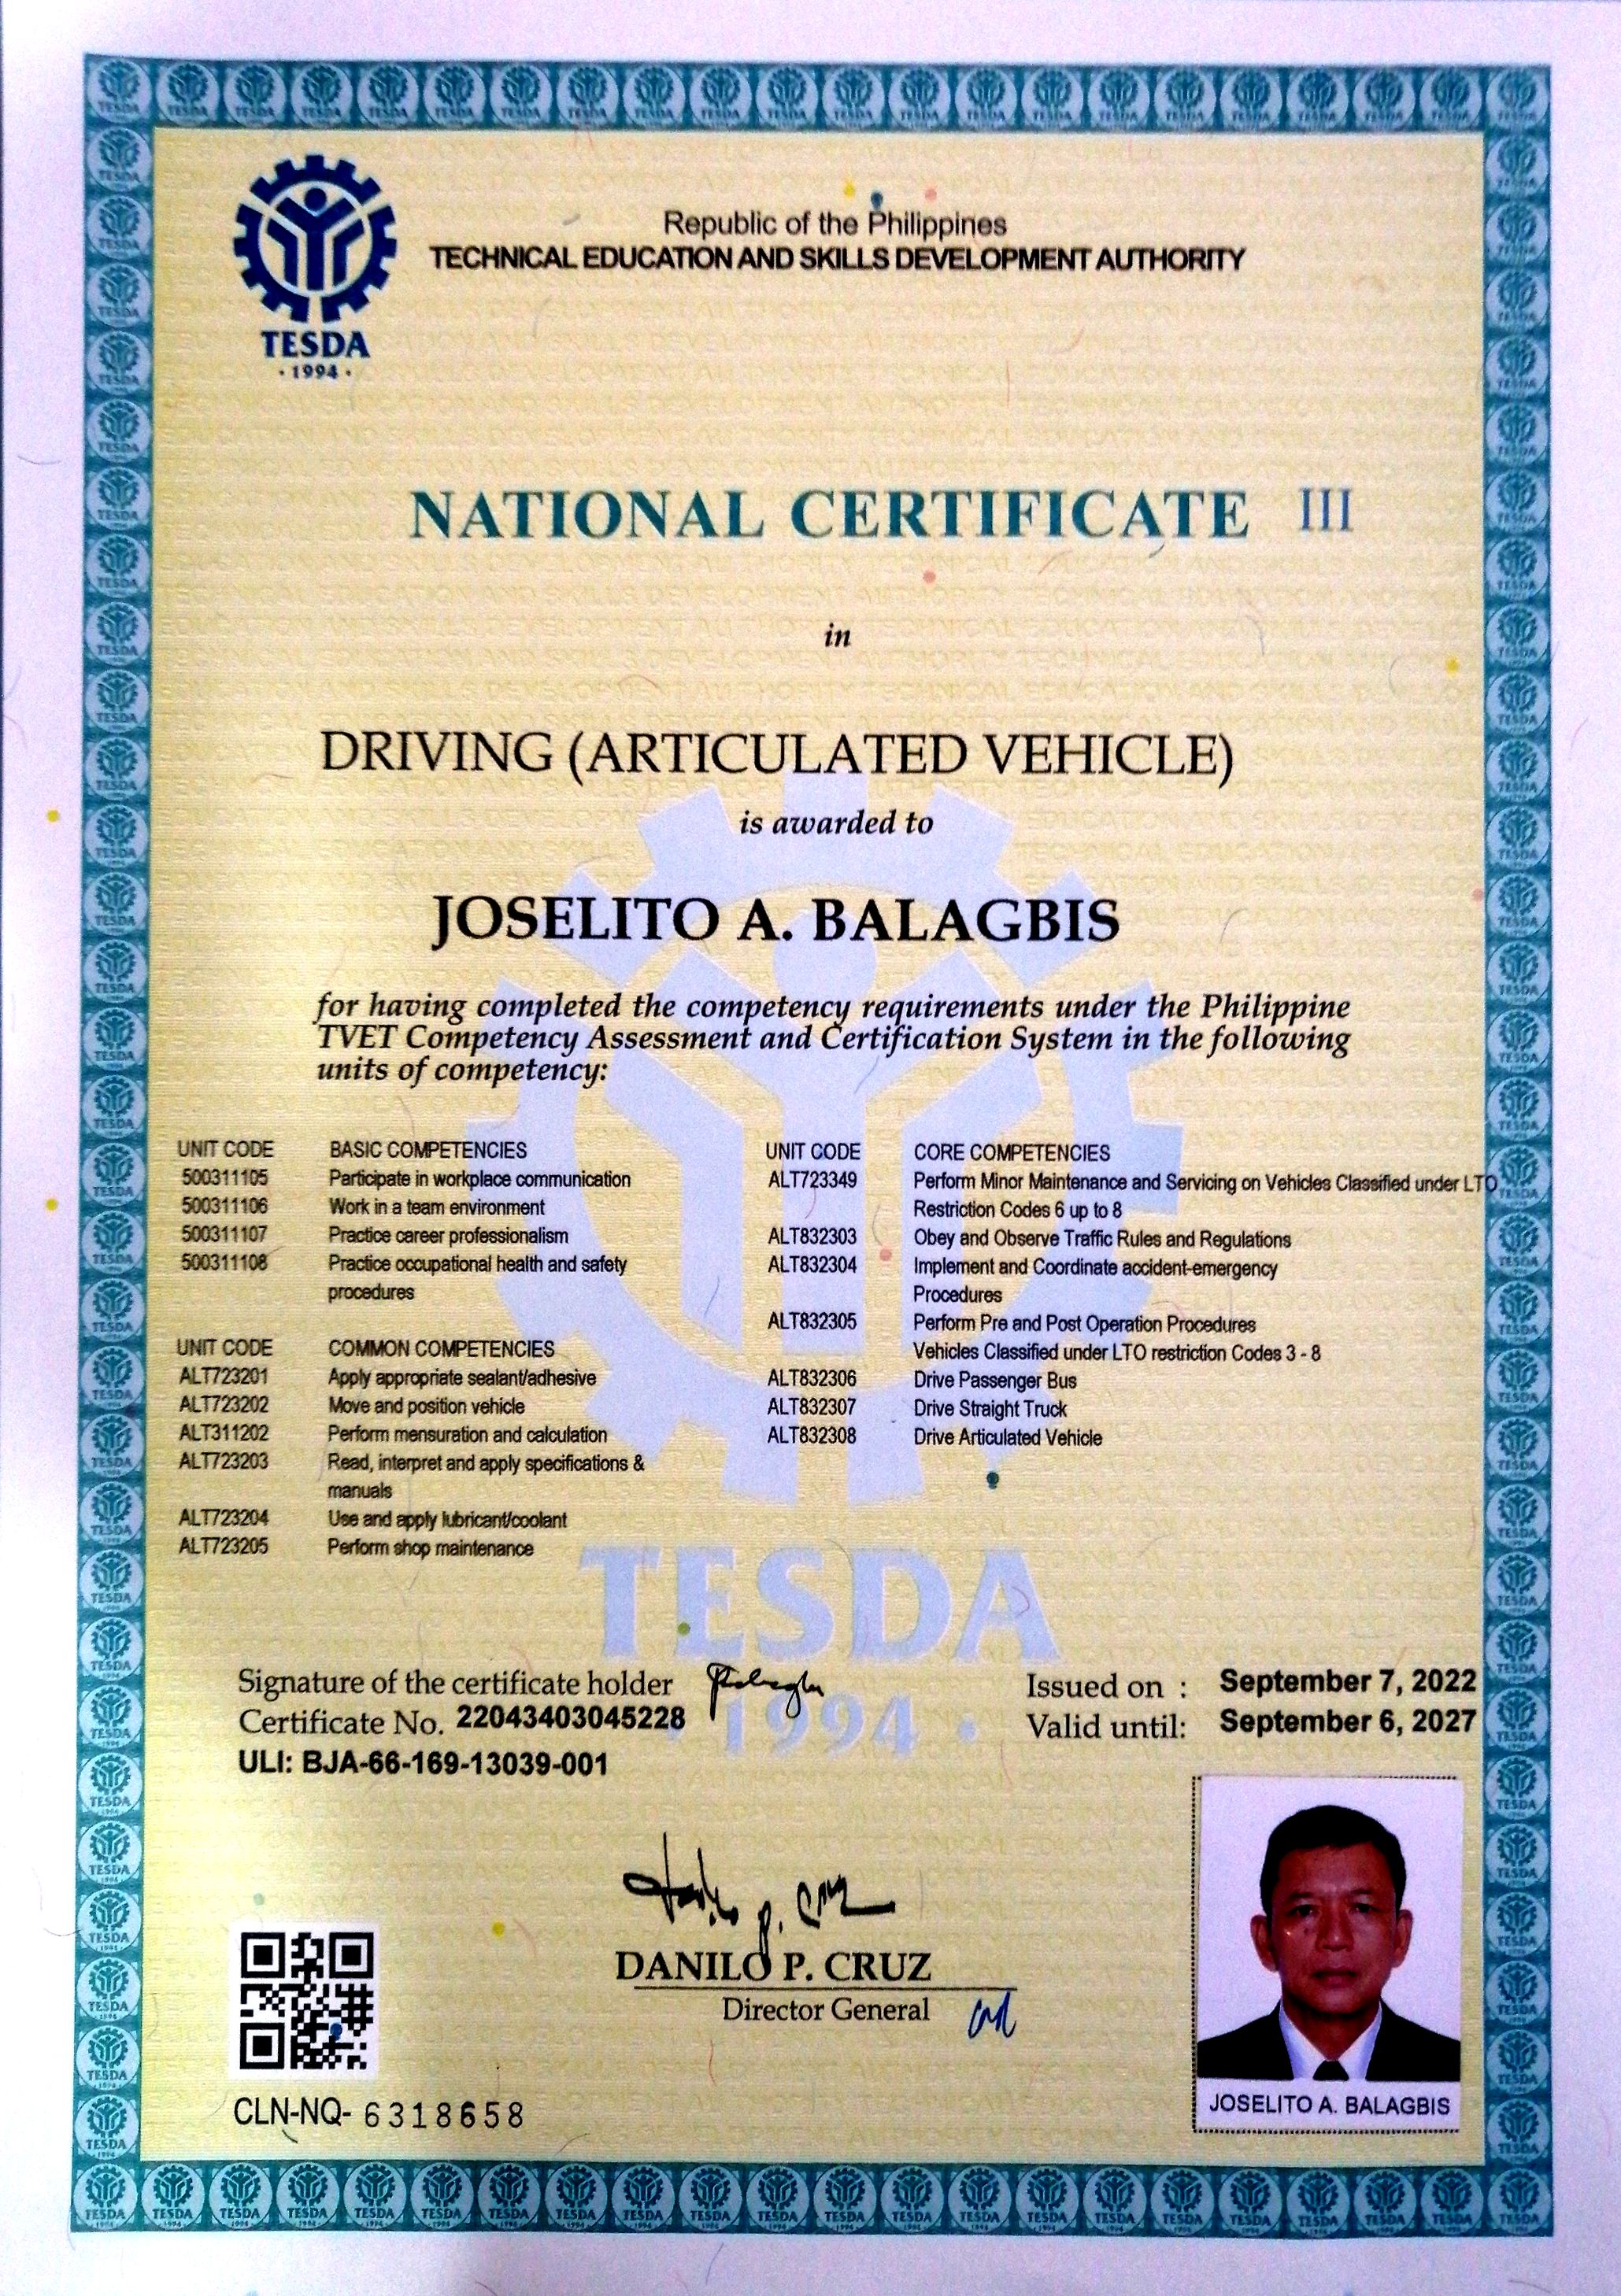 Republic of the Philippines
TECHNICAL EDUCATION AND SKILLS DEVELOPMENT AUTHORITY
TESDA
· 1994 ·
NATIONAL CERTIFICATE III
in
DRIVING (ARTICULATED VEHICLE)
is awarded to
JOSELITO A. BALAGBIS
for having completed the competency requirements under the Philippine
TVET Competency Assessment and Certification System in the following
units of competency:
UNIT CODE BASIC COMPETENCIES
500311105 Participate in workplace communication
500311106 Work in a team environment
500311107 Practice career professionalism
500311108 Practice occupational health and safety
procedures
UNIT CODE COMMON COMPETENCIES
ALT723201 Apply appropriate sealant/adhesive
ALT723202 Move and position vehicle
ALT311202 Perform mensuration and calculation
ALT723203 Read, interpret and apply specifications &
manuals
ALT723204 Use and apply lubricant/coolant
ALT723205 Perform shop maintenance
UNIT CODE CORE COMPETENCIES
ALT723349 Perform Minor Maintenance and Servicing on Vehicles Classified under LTO
Restriction Codes 6 up to 8
ALT832303 Obey and Observe Traffic Rules and Regulations
ALT832304 Implement and Coordinate accident-emergency
Procedures
ALT832305 Perform Pre and Post Operation Procedures
Vehicles Classified under LTO restriction Codes 3 - 8
ALT832306 Drive Passenger Bus
ALT832307 Drive Straight Truck
ALT832308 Drive Articulated Vehicle
TESDA
· 1994 ·
Signature of the certificate holder
Certificate No. 22043403045228
ULI: BJA-66-169-13039-001
Issued on : September 7, 2022
Valid until: September 6, 2027
DANILO P. CRUZ
Director General
CLN-NQ- 6318658
JOSELITO A. BALAGBIS